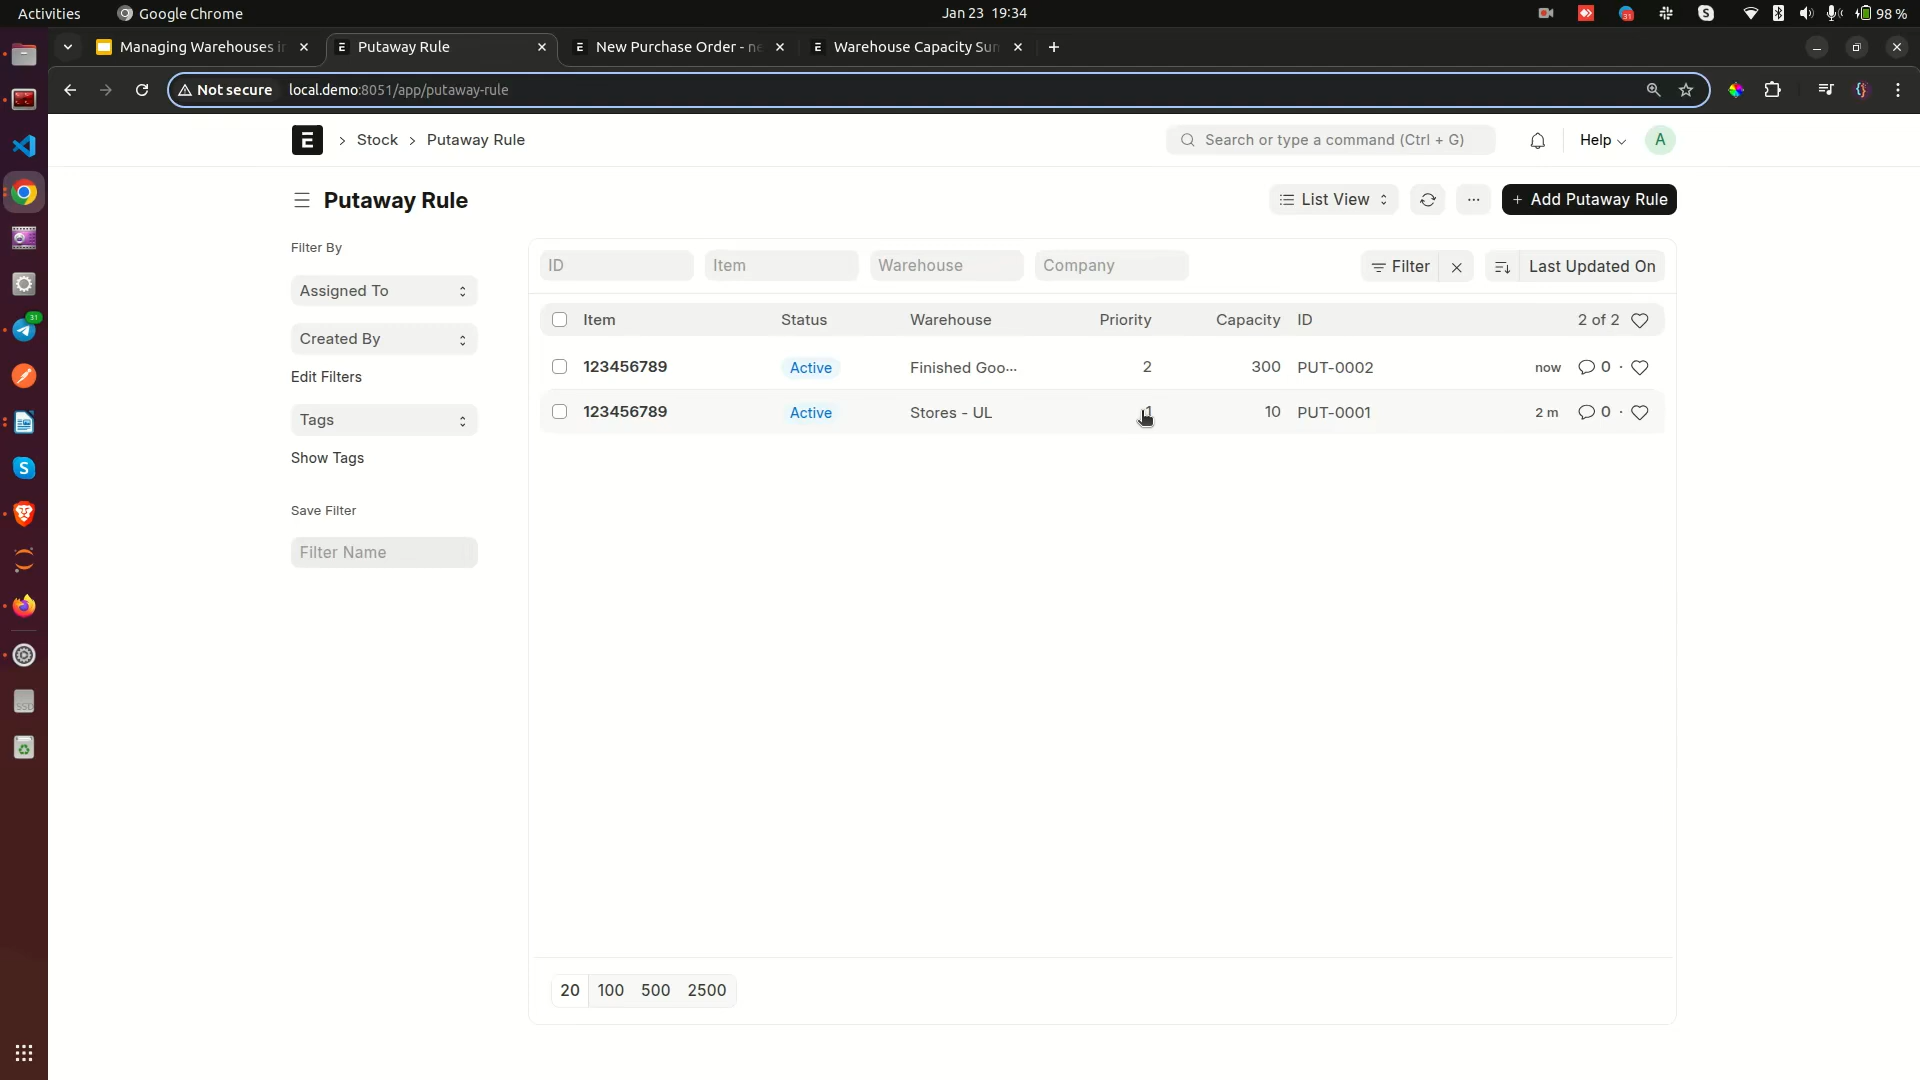 Activities Google Chrome Jan 23 19:34 98 %
Managing Warehouses i Putaway Rule New Purchase Order - ne Warehouse Capacity Sum
Not secure local.demo:8051/app/putaway-rule
Stock Putaway Rule Search or type a command (Ctrl + G) Help A
Putaway Rule List View + Add Putaway Rule
Filter By
ID Item Warehouse Company Filter Last Updated On
Assigned To
Item Status Warehouse Priority Capacity ID 2 of 2
Created By
123456789 Active Finished Goo... 2 300 PUT-0002 now 0
Edit Filters
123456789 Active Stores - UL 1 10 PUT-0001 2 m 0
Tags
Show Tags
Save Filter
Filter Name
20 100 500 2500
31
31
S
S
SSD